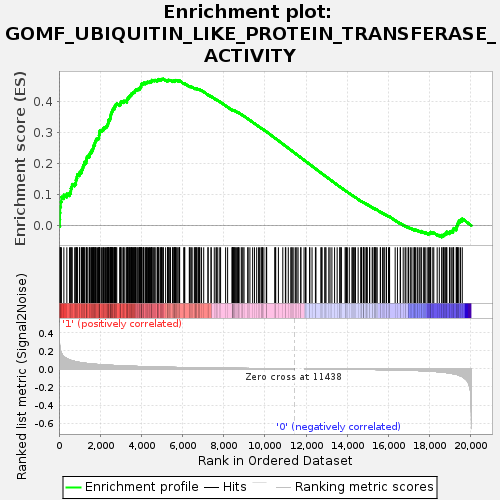 Enrichment plot:
GOMF_UBIQUITIN_LIKE_PROTEIN_TRANSFERASE_
ACTIVITY
Enrichment score (ES)
0.4
0.3
0.2
0.1
0.0
'1' (positively correlated)
Ranked list metric (Signal2Noise)
0.4
0.2
0.0
-0.2
-0.4
-0.6
Zero cross at 11438
'0' (negatively correlated)
0
2,000
4,000
6,000
8,000
10,000
12,000
14,000
16,000
18,000
20,000
Rank in Ordered Dataset
Enrichment profile
Hits
Ranking metric scores